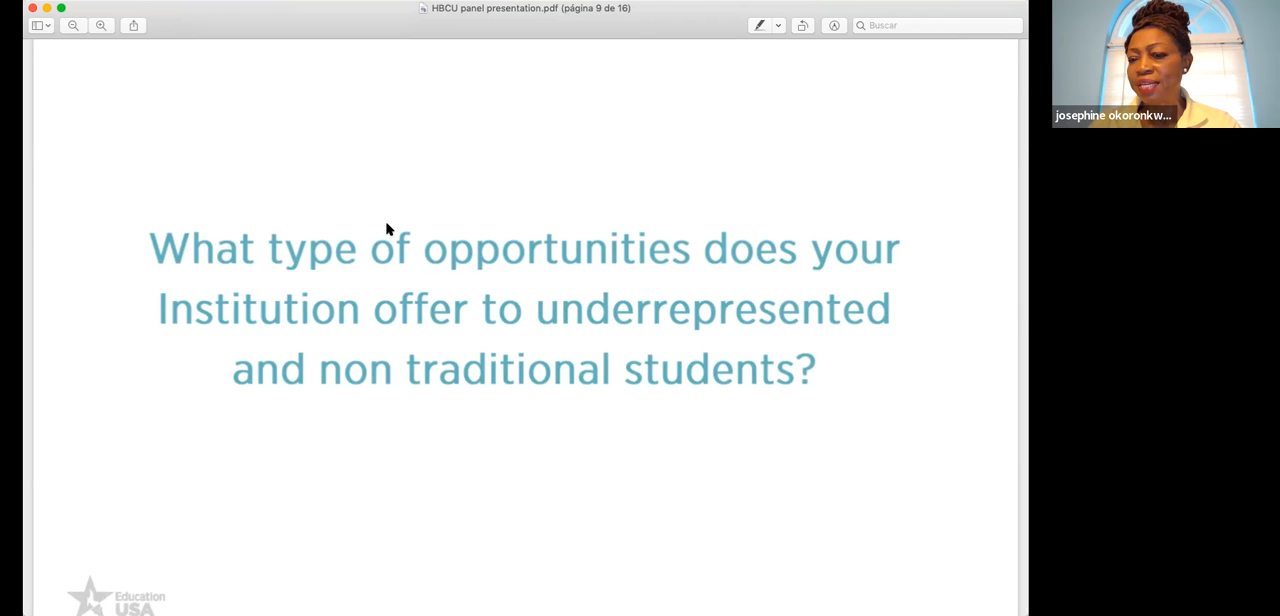 HBCU panel presentation.pdf (página 9 de 16)
Buscar
josephine okoronkw...
What type of opportunities does your
Institution offer to underrepresented
and non traditional students?
Education
USA